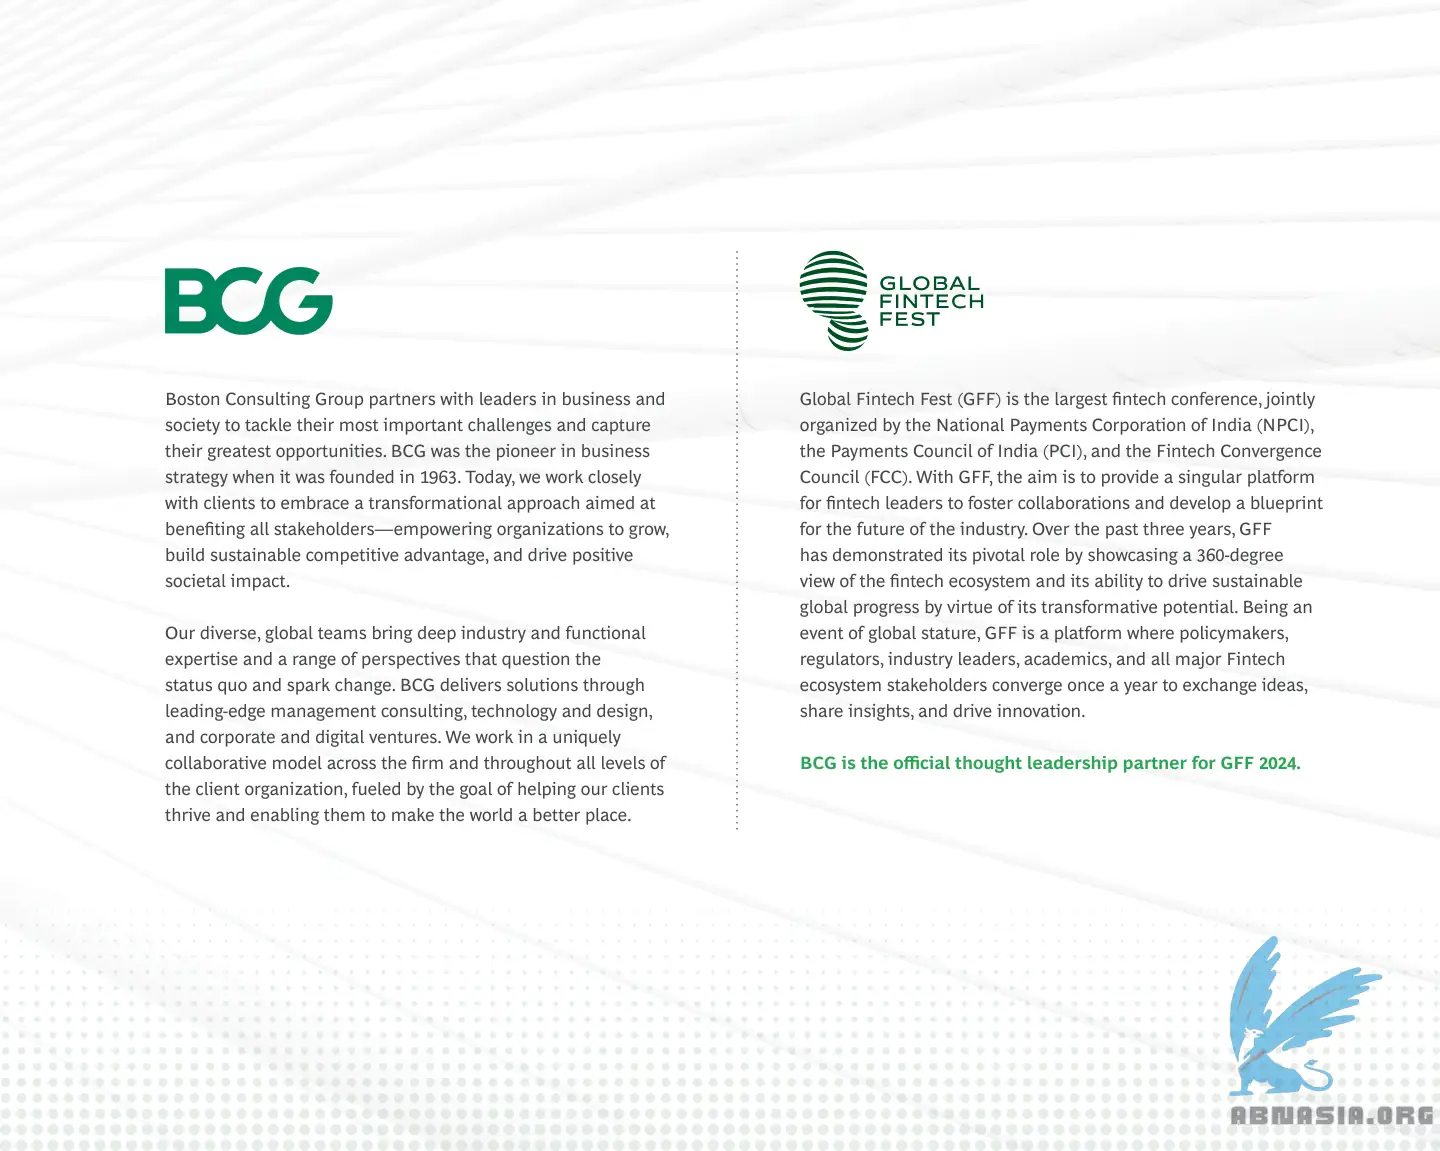 BCG
Boston Consulting Group partners with leaders in business and
society to tackle their most important challenges and capture
their greatest opportunities. BCG was the pioneer in business
strategy when it was founded in 1963. Today, we work closely
with clients to embrace a transformational approach aimed at
benefiting all stakeholders—empowering organizations to grow,
build sustainable competitive advantage, and drive positive
societal impact.
Our diverse, global teams bring deep industry and functional
expertise and a range of perspectives that question the
status quo and spark change. BCG delivers solutions through
leading-edge management consulting, technology and design,
and corporate and digital ventures. We work in a uniquely
collaborative model across the firm and throughout all levels of
the client organization, fueled by the goal of helping our clients
thrive and enabling them to make the world a better place.
GLOBAL
FINTECH
FEST
Global Fintech Fest (GFF) is the largest fintech conference, jointly
organized by the National Payments Corporation of India (NPCI),
the Payments Council of India (PCI), and the Fintech Convergence
Council (FCC). With GFF, the aim is to provide a singular platform
for fintech leaders to foster collaborations and develop a blueprint
for the future of the industry. Over the past three years, GFF
has demonstrated its pivotal role by showcasing a 360-degree
view of the fintech ecosystem and its ability to drive sustainable
global progress by virtue of its transformative potential. Being an
event of global stature, GFF is a platform where policymakers,
regulators, industry leaders, academics, and all major Fintech
ecosystem stakeholders converge once a year to exchange ideas,
share insights, and drive innovation.
BCG is the official thought leadership partner for GFF 2024.
ABNASIA.ORG